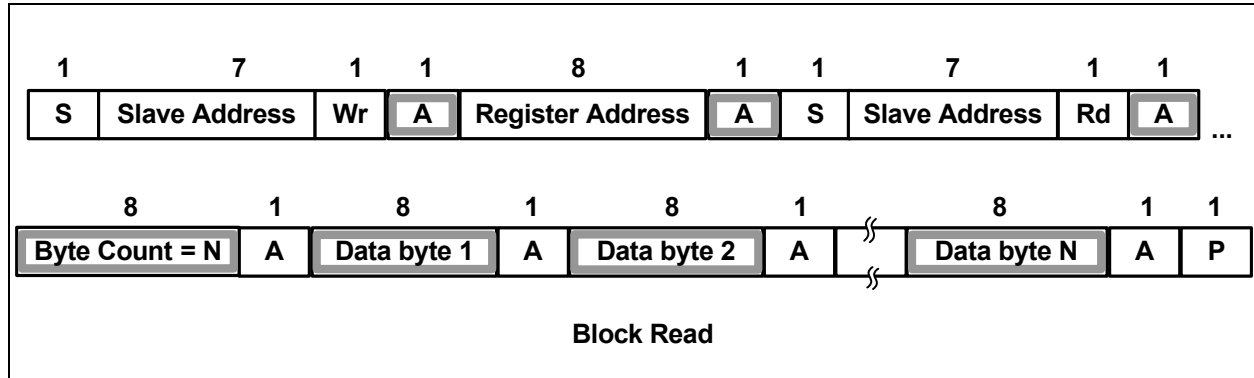 1 7 1 1 8 1 1 7 1 1
S Slave Address Wr A Register Address A S Slave Address Rd A ...
8 1 8 1 8 1 8 1 1
Byte Count = N A Data byte 1 A Data byte 2 A Data byte N A P
Block Read